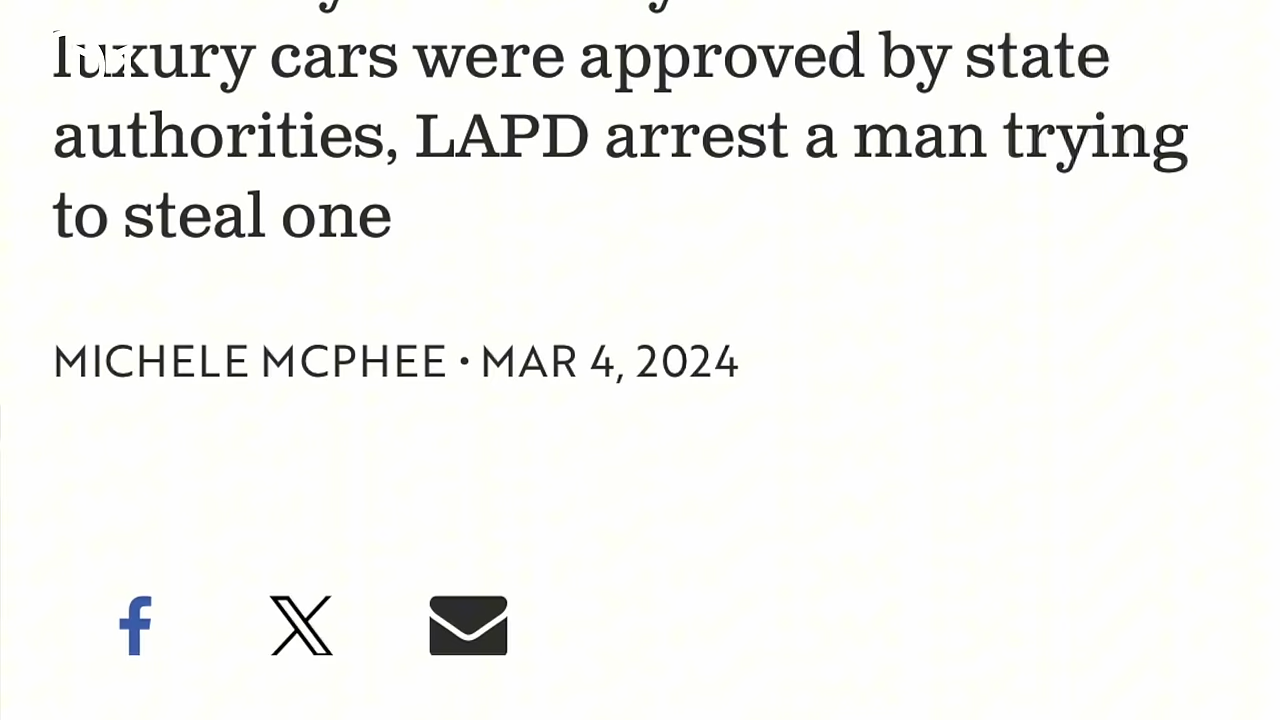 luxury cars were approved by state
authorities, LAPD arrest a man trying
to steal one
MICHELE MCPHEE • MAR 4, 2024